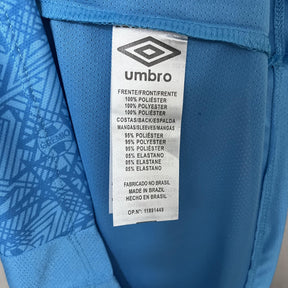 umbro
FRENTE/FRONT/FRENTE
100% POLIÉSTER
100% POLYESTER
100% POLIÉSTER
COSTAS/BACK/ESPALDA
MANGAS/SLEEVES/MANGAS
95% POLIÉSTER
95% POLYESTER
95% POLIÉSTER
05% ELASTANO
05% ELASTANE
05% ELASTANO
FABRICADO NO BRASIL
MADE IN BRAZIL
HECHO EN BRASIL
OP.Nº: 11891449